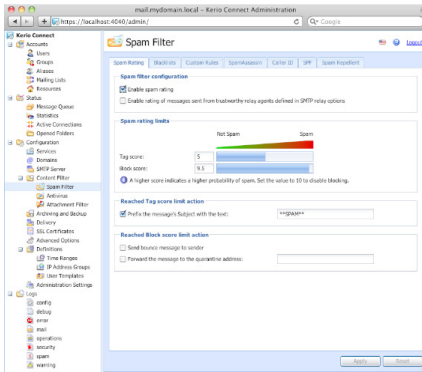 mail.mydomain.local - Kerio Connect Administration
https://localhost:4040/admin/
Google
Kerio Connect
Accounts
Users
Groups
Aliases
Mailing Lists
Resources
Status
Message Queue
Statistics
Active Connections
Opened Folders
Configuration
Services
Domains
SMTP Server
Content Filter
Spam Filter
Antivirus
Attachment Filter
Archiving and Backup
Delivery
SSL Certificates
Advanced Options
Definitions
Time Ranges
IP Address Groups
User Templates
Administration Settings
Logs
config
debug
error
mail
operations
security
spam
warning
Spam Filter
Logout
Spam Rating Blacklists Custom Rules SpamAssassin Caller ID SPF Spam Repellent
Spam filter configuration
Enable spam rating
Enable rating of messages sent from trustworthy relay agents defined in SMTP relay options
Spam rating limits
Not Spam Spam
Tag score: 5
Block score: 9.5
A higher score indicates a higher probability of spam. Set the value to 10 to disable blocking.
Reached Tag score limit action
Prefix the message's Subject with the text: **SPAM**
Reached Block score limit action
Send bounce message to sender
Forward the message to the quarantine address:
Apply Reset